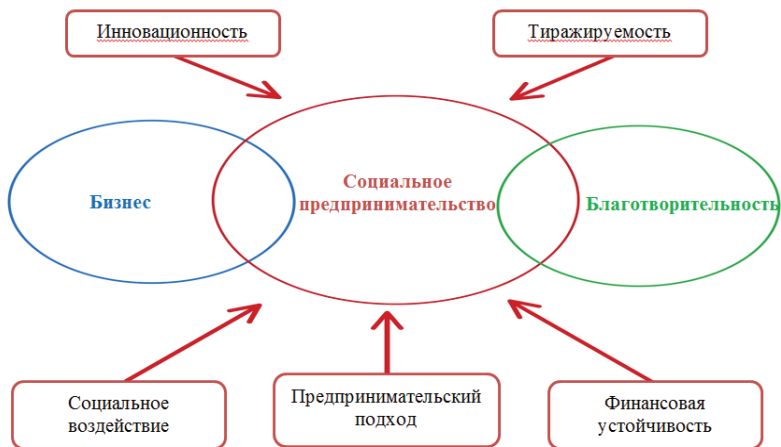 Инновационность
Тиражируемость
Бизнес
Социальное
предпринимательство
Благотворительность
Социальное
воздействие
Предпринимательский
подход
Финансовая
устойчивость